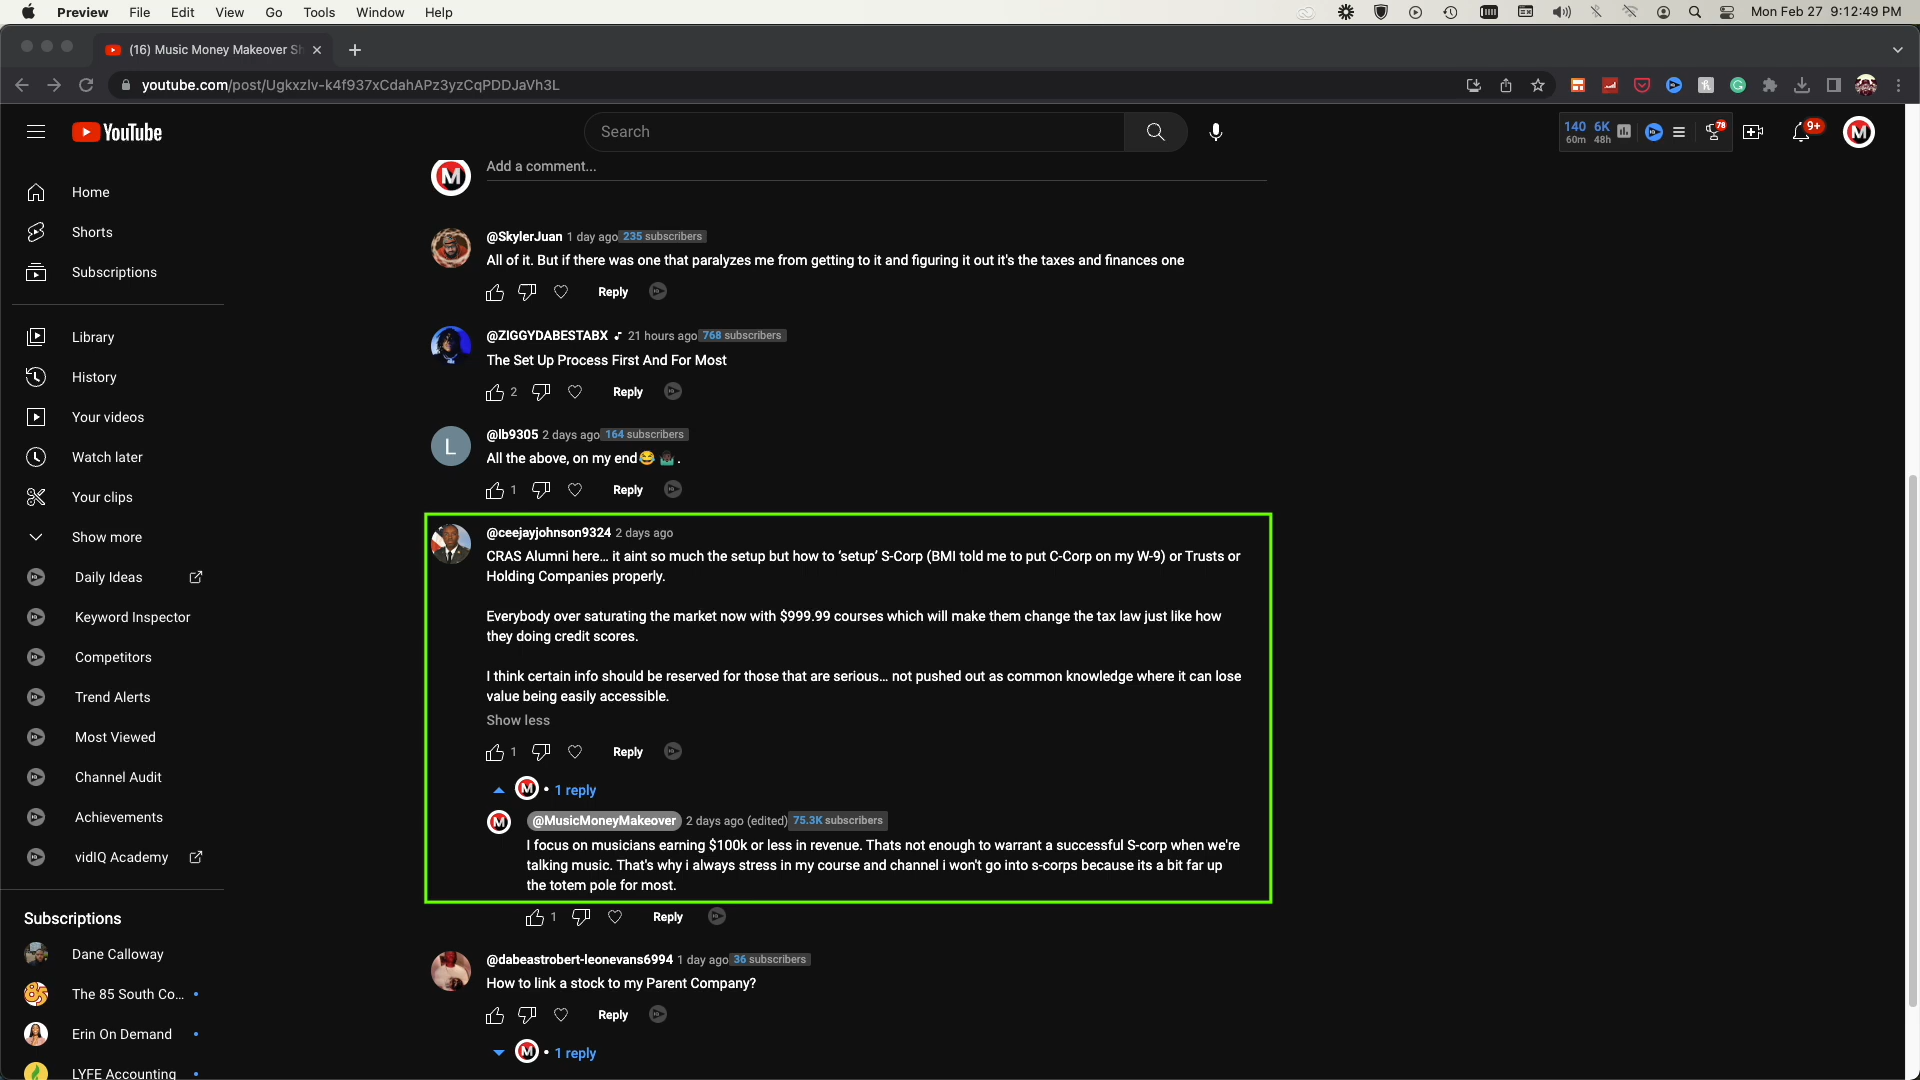 Preview File Edit View Go Tools Window Help Mon Feb 27 9:12:49 PM
(16) Music Money Makeover Sh
youtube.com/post/Ugkxzlv-k4f937xCdahAPz3yzCqPDDJaVh3L
YouTube
Search
140 6K
60m 48h
78
9+
M
Home
Shorts
Subscriptions
Library
History
Your videos
Watch later
Your clips
Show more
Daily Ideas
Keyword Inspector
Competitors
Trend Alerts
Most Viewed
Channel Audit
Achievements
vidIQ Academy
Subscriptions
Dane Calloway
The 85 South Co...
Erin On Demand
LYFE Accounting
M
Add a comment...
@SkylerJuan 1 day ago 235 subscribers
All of it. But if there was one that paralyzes me from getting to it and figuring it out it's the taxes and finances one
Reply
@ZIGGYDABESTABX ♪ 21 hours ago 768 subscribers
The Set Up Process First And For Most
2 Reply
L
@lb9305 2 days ago 164 subscribers
All the above, on my end😂 🤷🏿‍♂️ .
1 Reply
@ceejayjohnson9324 2 days ago
CRAS Alumni here... it aint so much the setup but how to ‘setup’ S-Corp (BMI told me to put C-Corp on my W-9) or Trusts or
Holding Companies properly.
Everybody over saturating the market now with $999.99 courses which will make them change the tax law just like how
they doing credit scores.
I think certain info should be reserved for those that are serious... not pushed out as common knowledge where it can lose
value being easily accessible.
Show less
1 Reply
M • 1 reply
M
@MusicMoneyMakeover 2 days ago (edited) 75.3K subscribers
I focus on musicians earning $100k or less in revenue. Thats not enough to warrant a successful S-corp when we're
talking music. That's why i always stress in my course and channel i won't go into s-corps because its a bit far up
the totem pole for most.
1 Reply
@dabeastrobert-leonevans6994 1 day ago 36 subscribers
How to link a stock to my Parent Company?
Reply
M • 1 reply